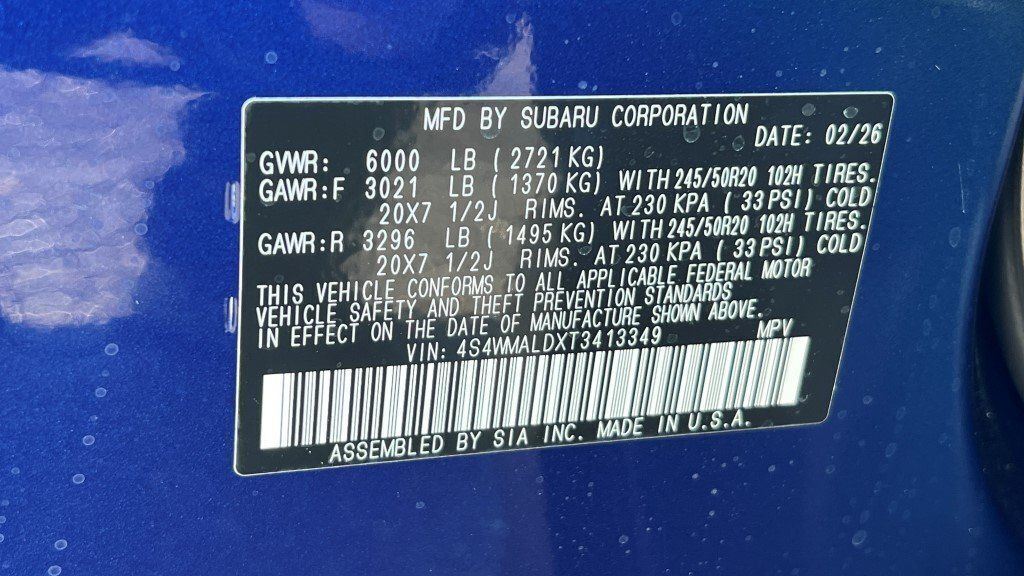 MFD BY SUBARU CORPORATION
DATE: 02/26
GVWR: 6000 LB ( 2721 KG)
GAWR:F 3021 LB ( 1370 KG) WITH 245/50R20 102H TIRES.
20X7 1/2J RIMS. AT 230 KPA ( 33 PSI) COLD
GAWR:R 3296 LB ( 1495 KG) WITH 245/50R20 102H TIRES.
20X7 1/2J RIMS. AT 230 KPA ( 33 PSI) COLD
THIS VEHICLE CONFORMS TO ALL APPLICABLE FEDERAL MOTOR
VEHICLE SAFETY AND THEFT PREVENTION STANDARDS
IN EFFECT ON THE DATE OF MANUFACTURE SHOWN ABOVE.
VIN: 4S4WMALDXT3413349 MPV
ASSEMBLED BY SIA INC. MADE IN U.S.A.